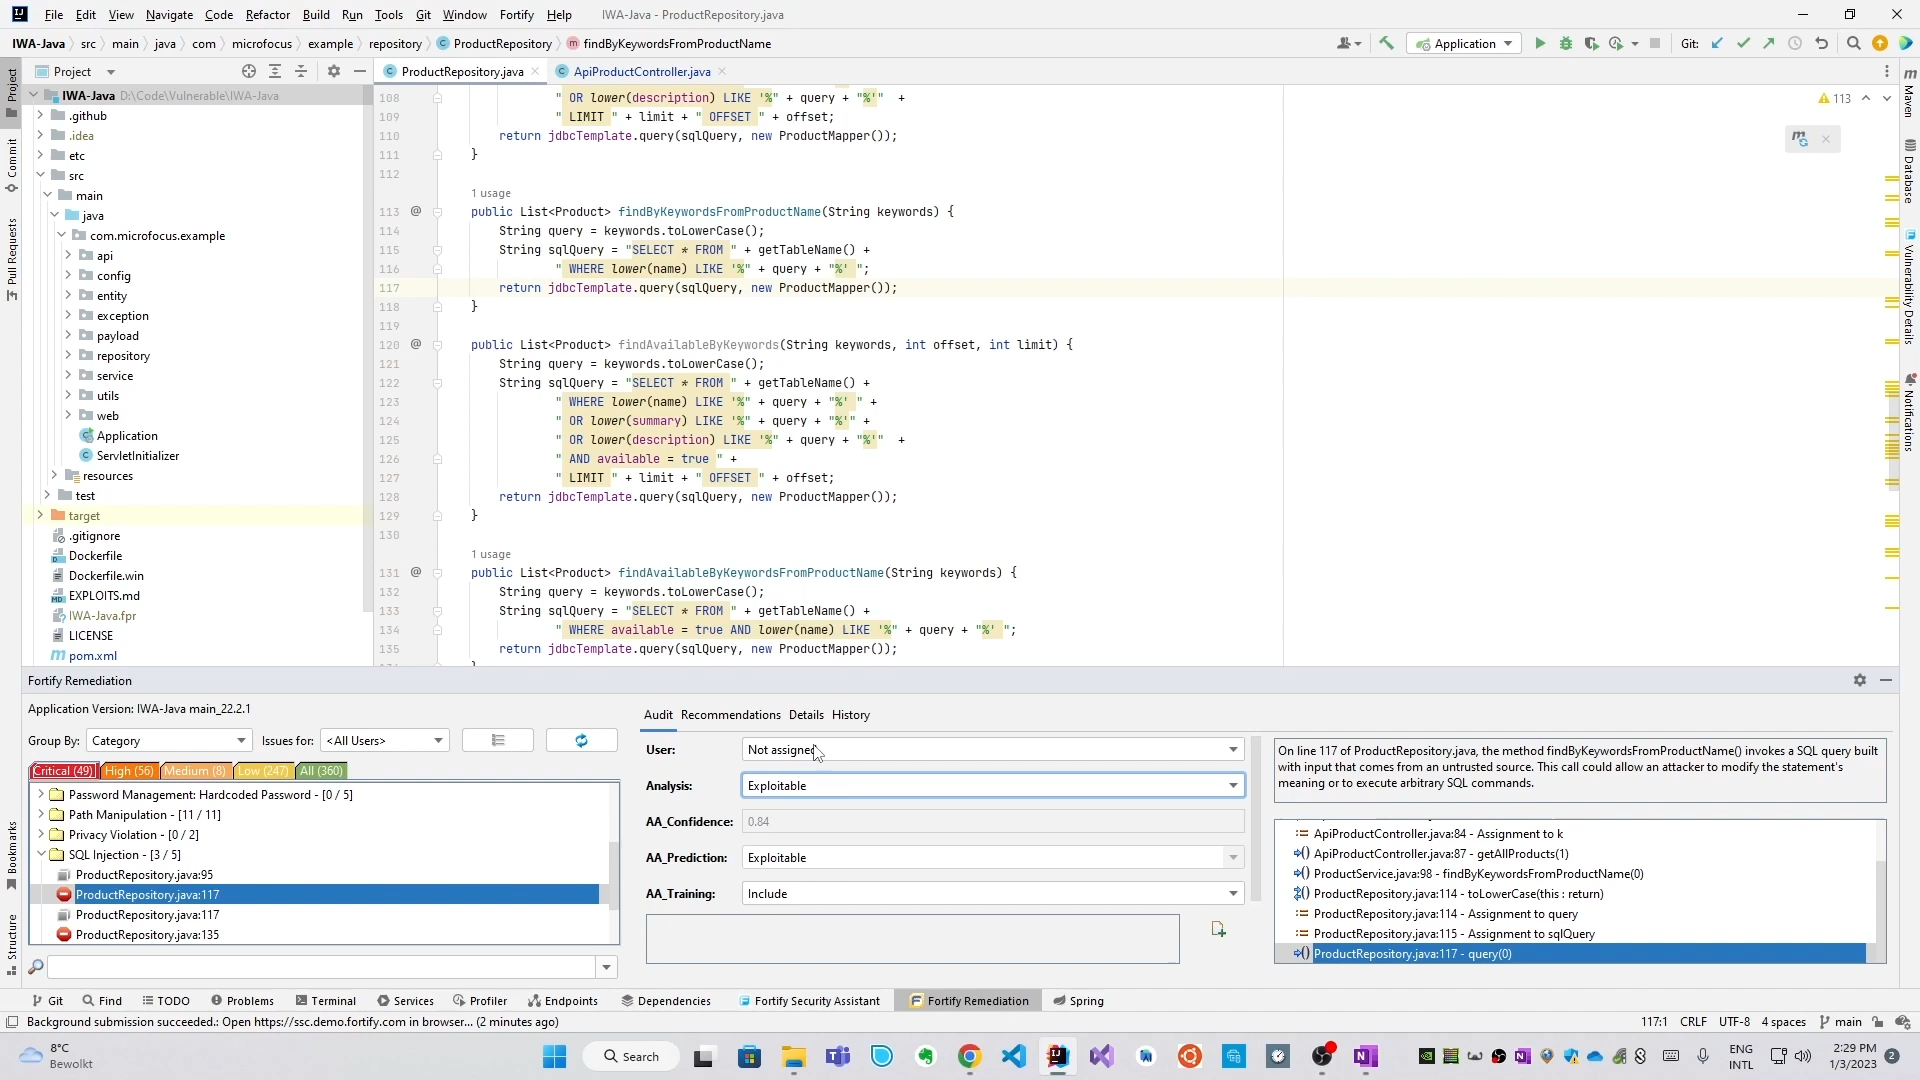 File Edit View Navigate Code Refactor Build Run Tools Git Window Fortify Help IWA-Java - ProductRepository.java
IWA-Java src main java com microfocus example repository ProductRepository findByKeywordsFromProductName Application Git:
Project ProductRepository.java ApiProductController.java
IWA-Java D:\Code\Vulnerable\IWA-Java
.github
.idea
etc
src
main
java
com.microfocus.example
api
config
entity
exception
payload
repository
service
utils
web
Application
ServletInitializer
resources
test
target
.gitignore
Dockerfile
Dockerfile.win
EXPLOITS.md
IWA-Java.fpr
LICENSE
pom.xml
113
108 " OR lower(description) LIKE '%" + query + "%'" +
109 " LIMIT " + limit + " OFFSET " + offset;
110 return jdbcTemplate.query(sqlQuery, new ProductMapper());
111 }
112
1 usage
113 @ public List<Product> findByKeywordsFromProductName(String keywords) {
114 String query = keywords.toLowerCase();
115 String sqlQuery = "SELECT * FROM " + getTableName() +
116 " WHERE lower(name) LIKE '%" + query + "%' ";
117 return jdbcTemplate.query(sqlQuery, new ProductMapper());
118 }
119
120 @ public List<Product> findAvailableByKeywords(String keywords, int offset, int limit) {
121 String query = keywords.toLowerCase();
122 String sqlQuery = "SELECT * FROM " + getTableName() +
123 " WHERE lower(name) LIKE '%" + query + "%' " +
124 " OR lower(summary) LIKE '%" + query + "%'" +
125 " OR lower(description) LIKE '%" + query + "%'" +
126 " AND available = true " +
127 " LIMIT " + limit + " OFFSET " + offset;
128 return jdbcTemplate.query(sqlQuery, new ProductMapper());
129 }
130
1 usage
131 @ public List<Product> findAvailableByKeywordsFromProductName(String keywords) {
132 String query = keywords.toLowerCase();
133 String sqlQuery = "SELECT * FROM " + getTableName() +
134 " WHERE available = true AND lower(name) LIKE '%" + query + "%' ";
135 return jdbcTemplate.query(sqlQuery, new ProductMapper());
Project
Commit
Pull Requests
Bookmarks
Structure
Maven
Database
Vulnerability Details
Notifications
Fortify Remediation
Application Version: IWA-Java main_22.2.1
Group By: Category Issues for: <All Users>
Critical (49) High (56) Medium (8) Low (247) All (360)
Password Management: Hardcoded Password - [0 / 5]
Path Manipulation - [11 / 11]
Privacy Violation - [0 / 2]
SQL Injection - [3 / 5]
ProductRepository.java:95
ProductRepository.java:117
ProductRepository.java:117
ProductRepository.java:135
Audit Recommendations Details History
User: Not assigned
Analysis: Exploitable
AA_Confidence: 0.84
AA_Prediction: Exploitable
AA_Training: Include
On line 117 of ProductRepository.java, the method findByKeywordsFromProductName() invokes a SQL query built
with input that comes from an untrusted source. This call could allow an attacker to modify the statement's
meaning or to execute arbitrary SQL commands.
ApiProductController.java:84 - Assignment to k
ApiProductController.java:87 - getAllProducts(1)
ProductService.java:98 - findByKeywordsFromProductName(0)
ProductRepository.java:114 - toLowerCase(this : return)
ProductRepository.java:114 - Assignment to query
ProductRepository.java:115 - Assignment to sqlQuery
ProductRepository.java:117 - query(0)
Git Find TODO Problems Terminal Services Profiler Endpoints Dependencies Fortify Security Assistant Fortify Remediation Spring
Background submission succeeded.: Open https://ssc.demo.fortify.com in browser... (2 minutes ago) 117:1 CRLF UTF-8 4 spaces main
8°C
Bewolkt
Search
ENG
INTL
2:29 PM
1/3/2023
2